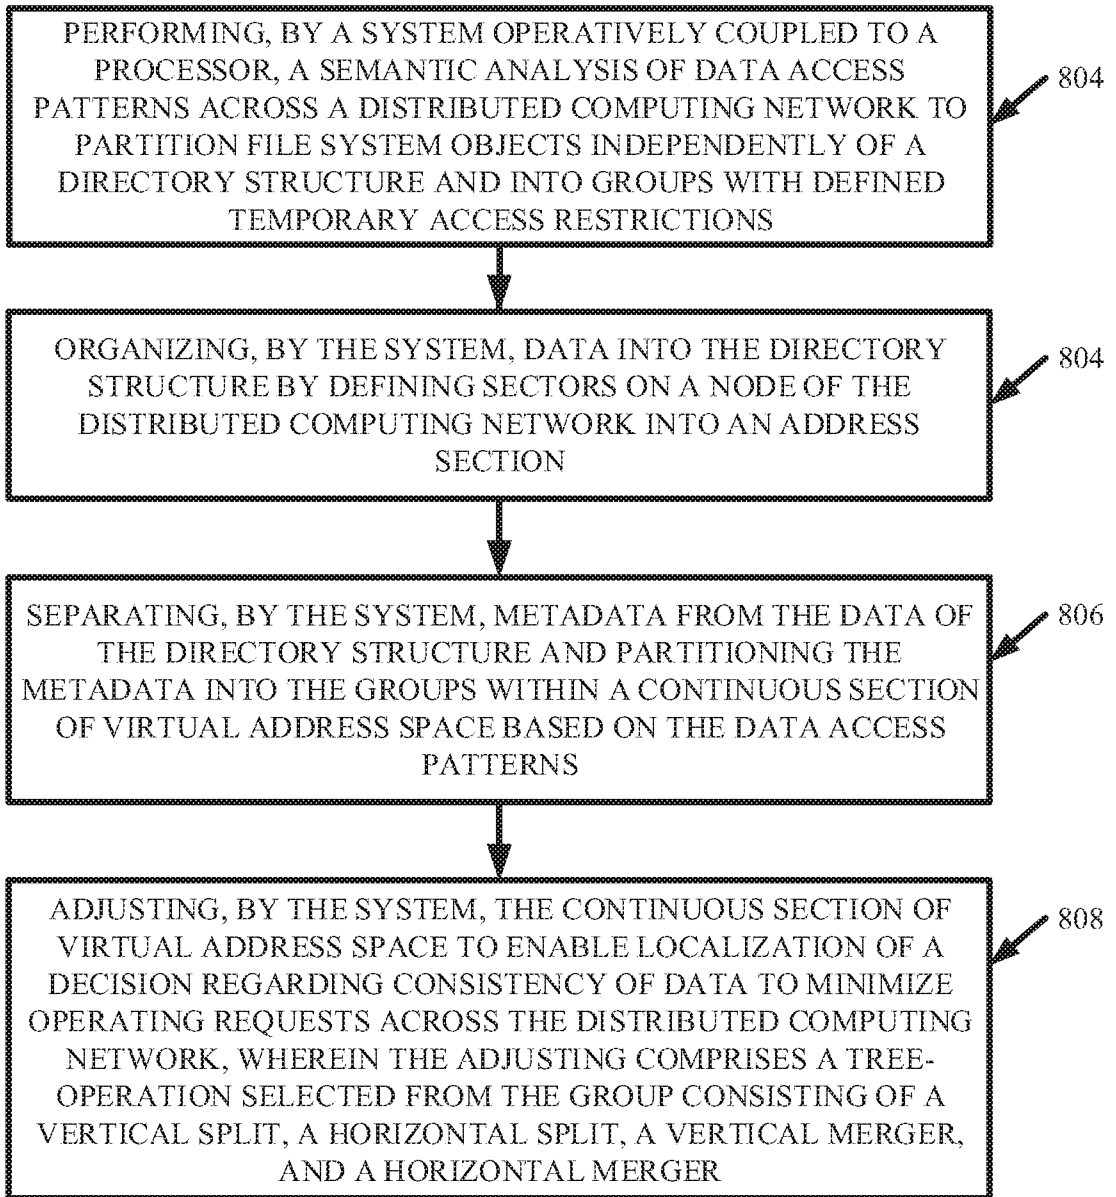 PERFORMING, BY A SYSTEM OPERATIVELY COUPLED TO A
PROCESSOR, A SEMANTIC ANALYSIS OF DATA ACCESS
PATTERNS ACROSS A DISTRIBUTED COMPUTING NETWORK TO
PARTITION FILE SYSTEM OBJECTS INDEPENDENTLY OF A
DIRECTORY STRUCTURE AND INTO GROUPS WITH DEFINED
TEMPORARY ACCESS RESTRICTIONS
804
ORGANIZING, BY THE SYSTEM, DATA INTO THE DIRECTORY
STRUCTURE BY DEFINING SECTORS ON A NODE OF THE
DISTRIBUTED COMPUTING NETWORK INTO AN ADDRESS
SECTION
804
SEPARATING, BY THE SYSTEM, METADATA FROM THE DATA OF
THE DIRECTORY STRUCTURE AND PARTITIONING THE
METADATA INTO THE GROUPS WITHIN A CONTINUOUS SECTION
OF VIRTUAL ADDRESS SPACE BASED ON THE DATA ACCESS
PATTERNS
806
ADJUSTING, BY THE SYSTEM, THE CONTINUOUS SECTION OF
VIRTUAL ADDRESS SPACE TO ENABLE LOCALIZATION OF A
DECISION REGARDING CONSISTENCY OF DATA TO MINIMIZE
OPERATING REQUESTS ACROSS THE DISTRIBUTED COMPUTING
NETWORK, WHEREIN THE ADJUSTING COMPRISES A TREE-
OPERATION SELECTED FROM THE GROUP CONSISTING OF A
VERTICAL SPLIT, A HORIZONTAL SPLIT, A VERTICAL MERGER,
AND A HORIZONTAL MERGER
808